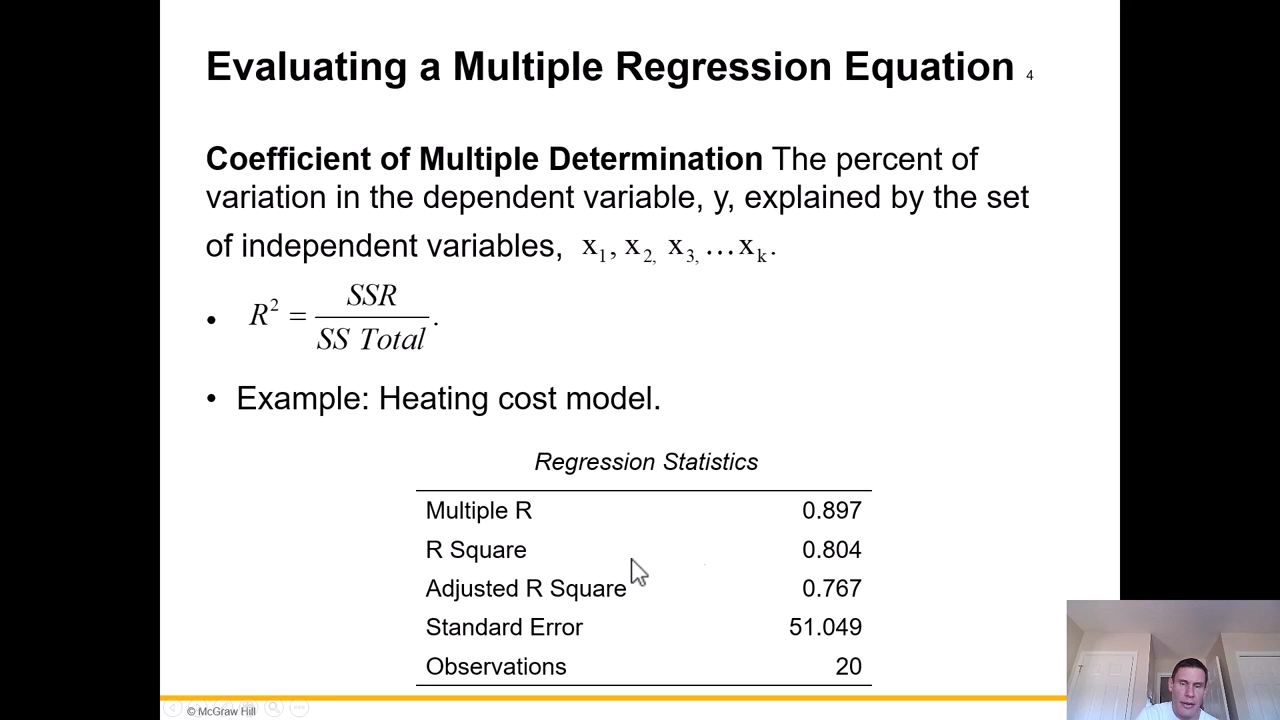 Evaluating a Multiple Regression Equation 4
Coefficient of Multiple Determination The percent of
variation in the dependent variable, y, explained by the set
of independent variables, x₁, x₂, x₃, …xₖ.
• R² = SSR / SS Total.
• Example: Heating cost model.
Regression Statistics
Multiple R 0.897
R Square 0.804
Adjusted R Square 0.767
Standard Error 51.049
Observations 20
© McGraw Hill